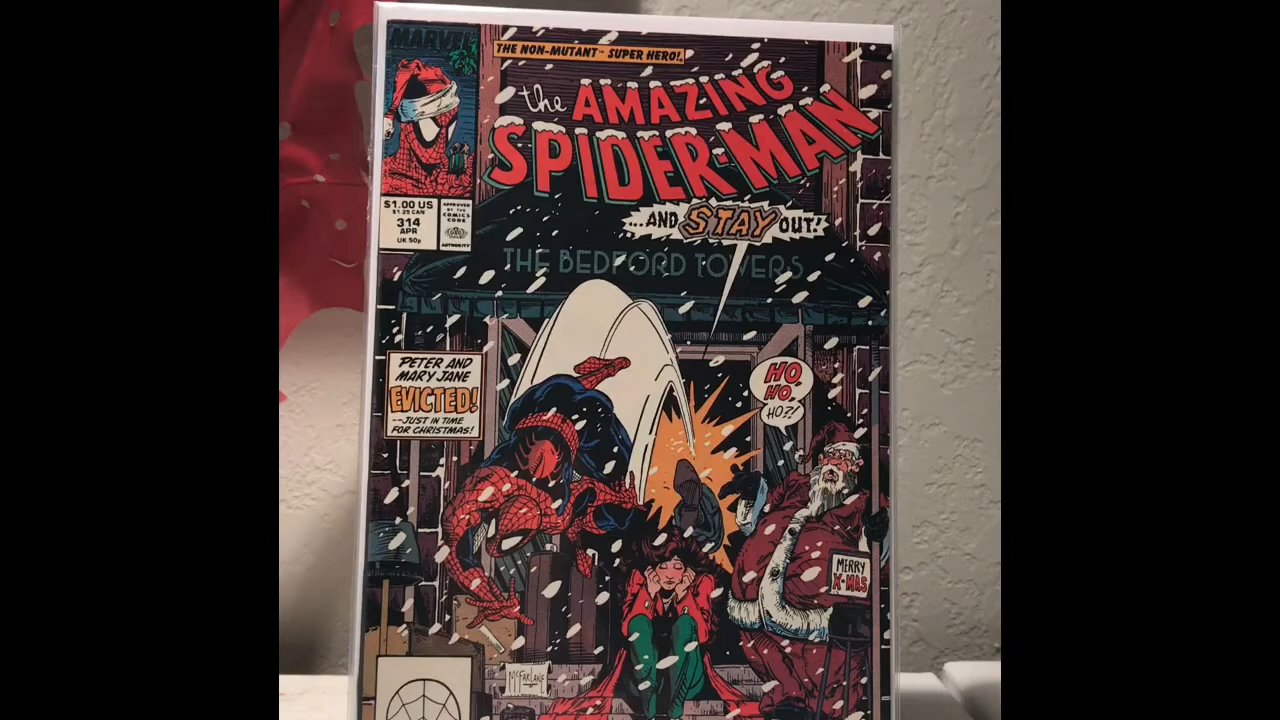 MARVEL
THE NON-MUTANT™ SUPER HERO!
the AMAZING
SPIDER-MAN
$1.00 US
$1.25 CAN
314
APR
UK 50p
APPROVED
BY THE
COMICS
CODE
AUTHORITY
...AND STAY OUT!
THE BEDFORD TOWERS
PETER AND
MARY JANE
EVICTED!
--JUST IN TIME
FOR CHRISTMAS!
HO,
HO,
HO?!
MERRY
X-MAS
McFARLANE